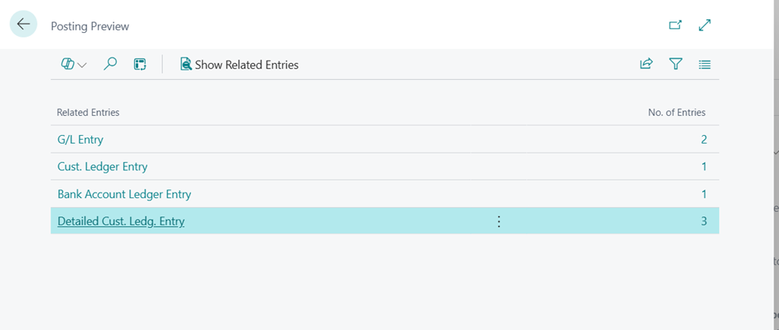 Posting Preview
Show Related Entries
Related Entries No. of Entries
G/L Entry 2
Cust. Ledger Entry 1
Bank Account Ledger Entry 1
Detailed Cust. Ledg. Entry 3